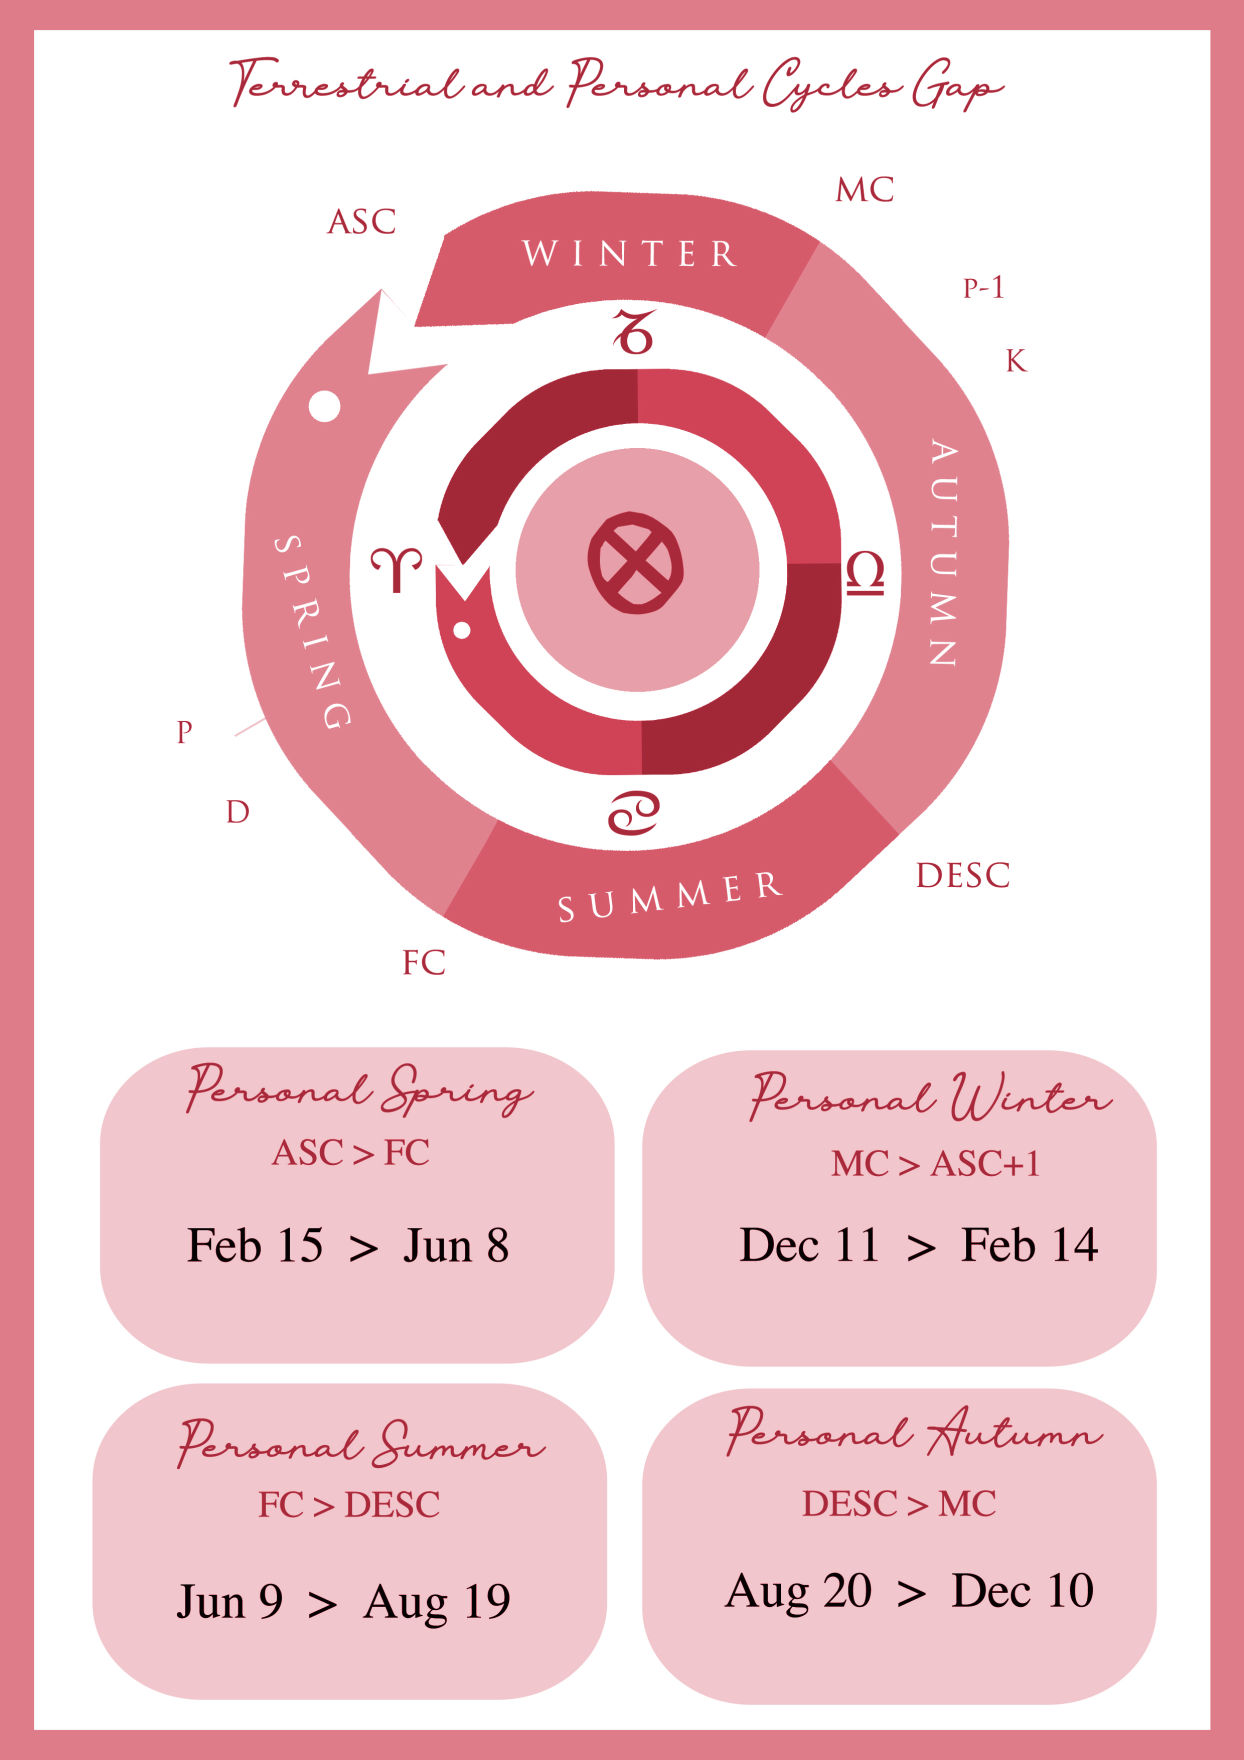 Terrestrial and Personal Cycles Gap
MC
ASC
WINTER
P-1
K
♑
AUTUMN
♈
♎
SPRING
P
D
♋
SUMMER
DESC
FC
Personal Spring
ASC > FC
Feb 15 > Jun 8
Personal Winter
MC > ASC+1
Dec 11 > Feb 14
Personal Summer
FC > DESC
Jun 9 > Aug 19
Personal Autumn
DESC > MC
Aug 20 > Dec 10